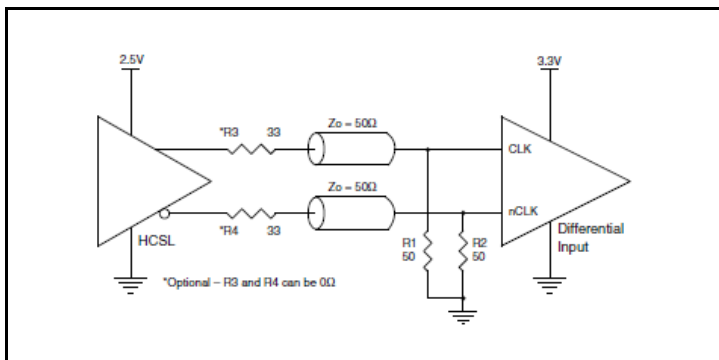 2.5V
3.3V
*R3 33
Zo = 50Ω
CLK
Zo = 50Ω
nCLK
*R4 33
HCSL
R1
50
R2
50
Differential
Input
*Optional – R3 and R4 can be 0Ω